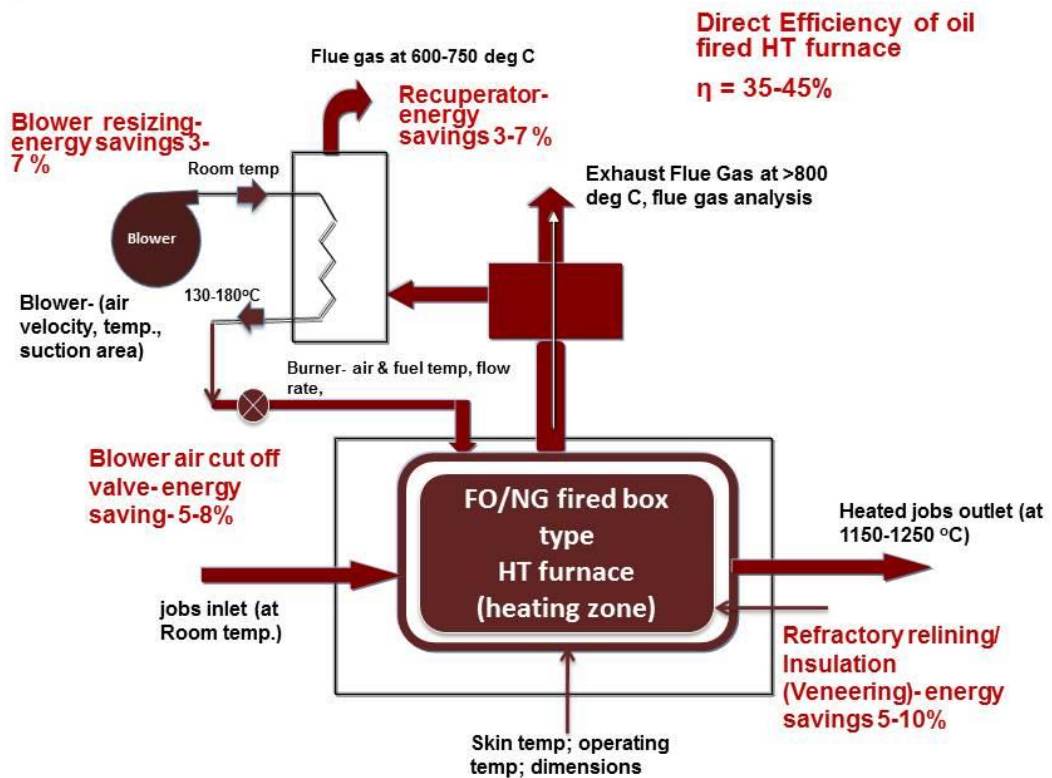 Direct Efficiency of oil
fired HT furnace
η = 35-45%
Flue gas at 600-750 deg C
Recuperator-
energy
savings 3-7 %
Blower resizing-
energy savings 3-
7 %
Room temp
Exhaust Flue Gas at >800
deg C, flue gas analysis
Blower
130-180°C
Blower- (air
velocity, temp.,
suction area)
Burner- air & fuel temp, flow
rate,
Blower air cut off
valve- energy
saving- 5-8%
FO/NG fired box
type
HT furnace
(heating zone)
Heated jobs outlet (at
1150-1250 °C)
jobs inlet (at
Room temp.)
Refractory relining/
Insulation
(Veneering)- energy
savings 5-10%
Skin temp; operating
temp; dimensions